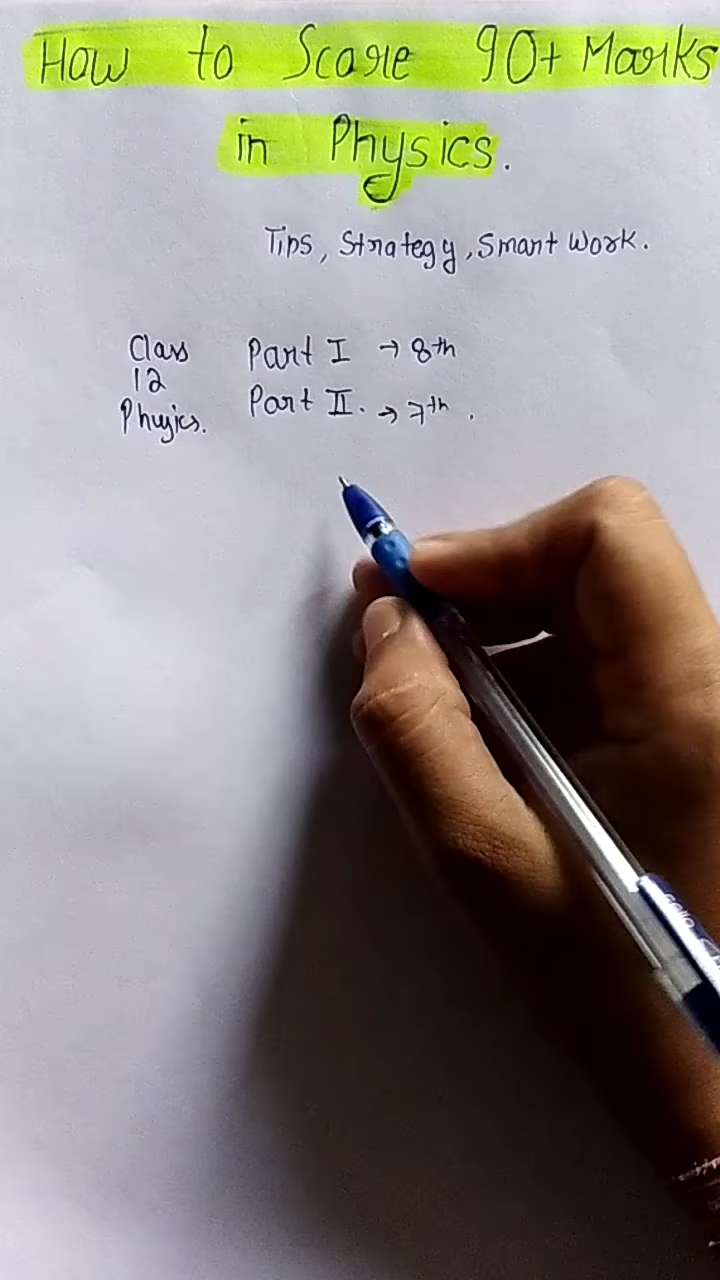 How to Score 90+ Marks
in Physics.
Tips, Strategy, Smart Work.
Class Part I → 8th
12
Physics. Part II. → 7th.
cello